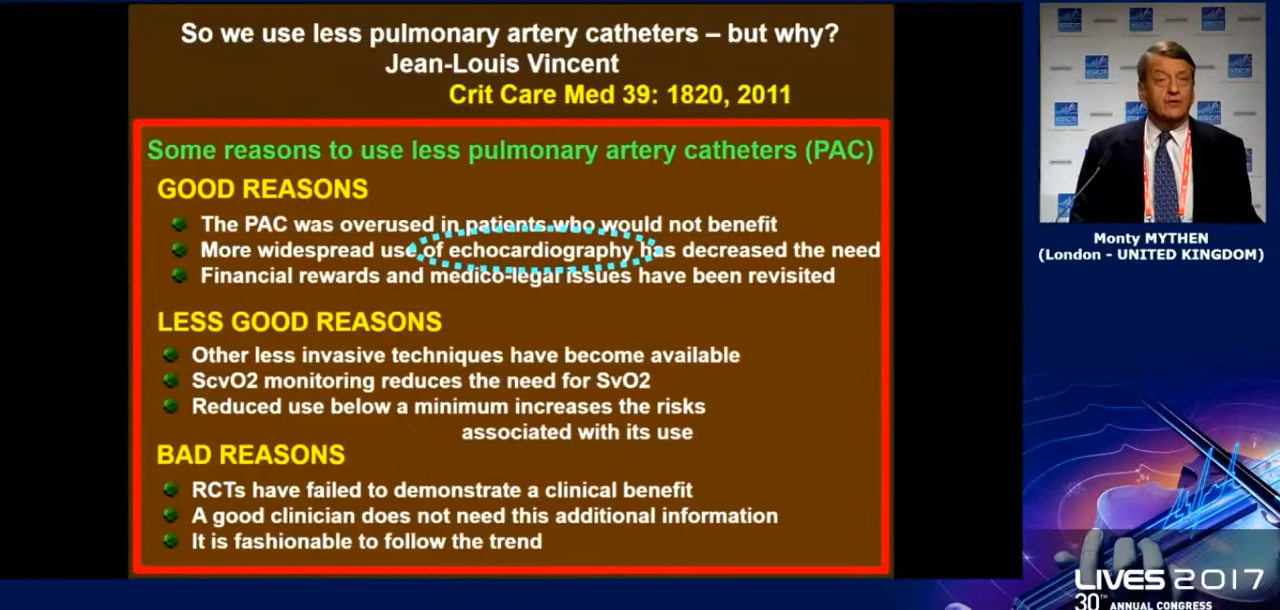 So we use less pulmonary artery catheters – but why?
Jean-Louis Vincent
Crit Care Med 39: 1820, 2011
Some reasons to use less pulmonary artery catheters (PAC)
GOOD REASONS
The PAC was overused in patients who would not benefit
More widespread use of echocardiography has decreased the need
Financial rewards and medico-legal issues have been revisited
LESS GOOD REASONS
Other less invasive techniques have become available
ScvO2 monitoring reduces the need for SvO2
Reduced use below a minimum increases the risks
associated with its use
BAD REASONS
RCTs have failed to demonstrate a clinical benefit
A good clinician does not need this additional information
It is fashionable to follow the trend
Monty MYTHEN
(London - UNITED KINGDOM)
LIVES 2017
30TH ANNUAL CONGRESS